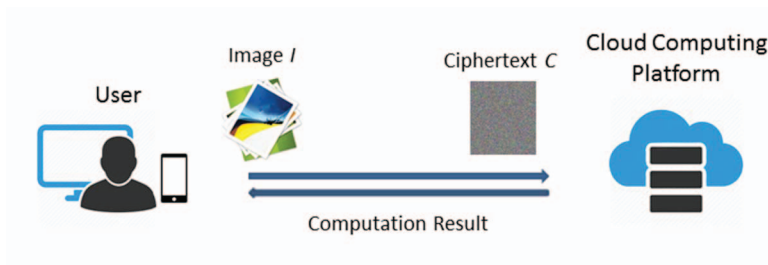 User
Image I
Ciphertext C
Cloud Computing
Platform
Computation Result